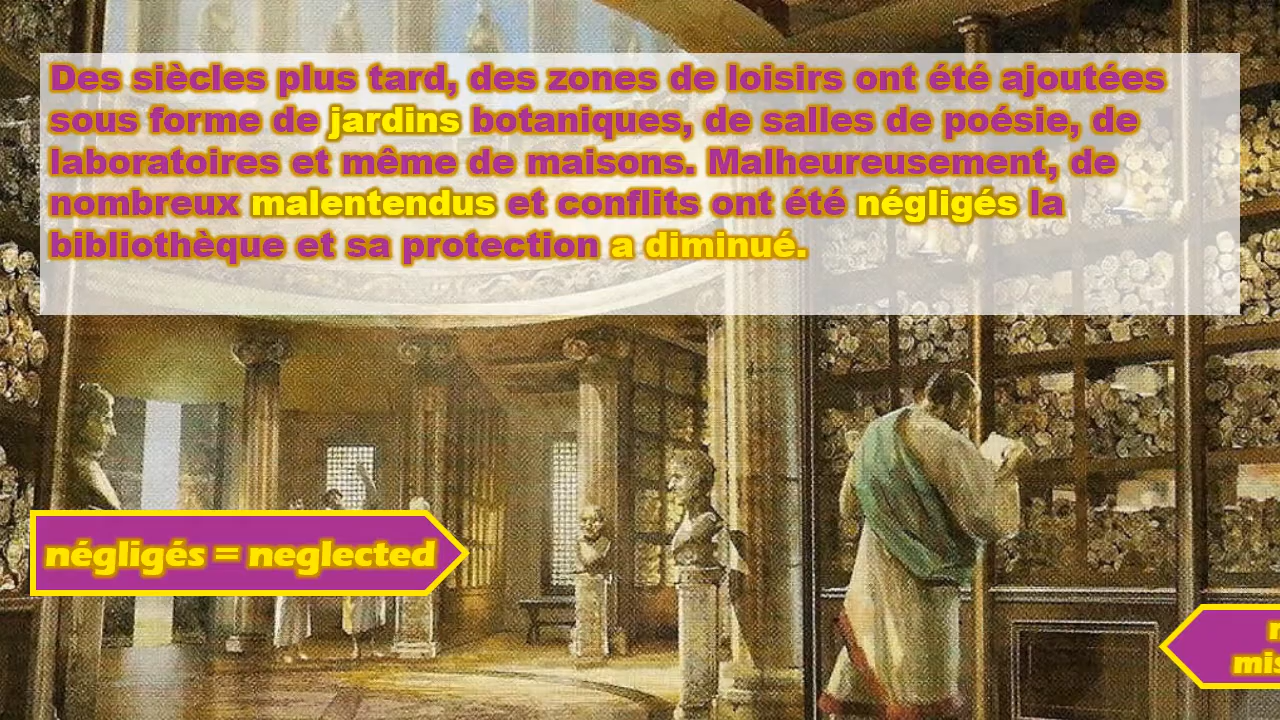 Des siècles plus tard, des zones de loisirs ont été ajoutées
sous forme de jardins botaniques, de salles de poésie, de
laboratoires et même de maisons. Malheureusement, de
nombreux malentendus et conflits ont été négligés la
bibliothèque et sa protection a diminué.
négligés = neglected